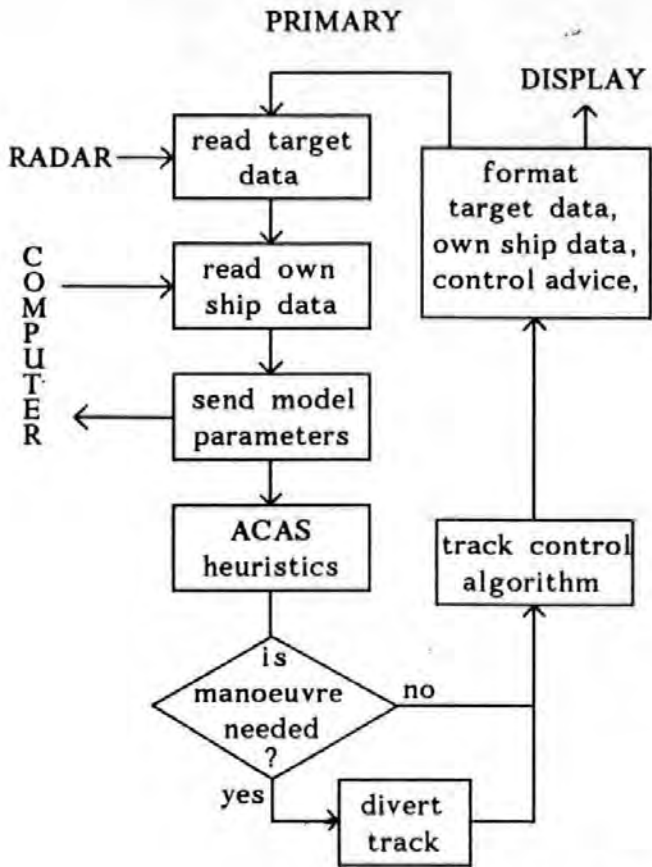 PRIMARY
DISPLAY
RADAR
read target
data
format
target data,
own ship data,
control advice,
COMPUTER
read own
ship data
send model
parameters
ACAS
heuristics
track control
algorithm
is
manoeuvre
needed
?
no
yes
divert
track